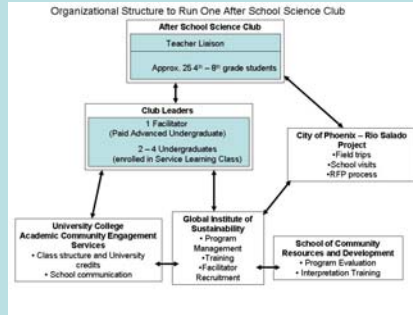 Organizational Structure to Run One After School Science Club
After School Science Club
Teacher Liaison
Approx. 25 4th – 8th grade students
Club Leaders
1 Facilitator
(Paid Advanced Undergraduate)
2 – 4 Undergraduates
(enrolled in Service Learning Class)
City of Phoenix – Rio Salado
Project
• Field trips
• School visits
• RFP process
University College
Academic Community Engagement
Services
• Class structure and University
credits
• School communication
Global Institute of
Sustainability
• Program
Management
• Training
• Facilitator
Recruitment
School of Community
Resources and Development
• Program Evaluation
• Interpretation Training